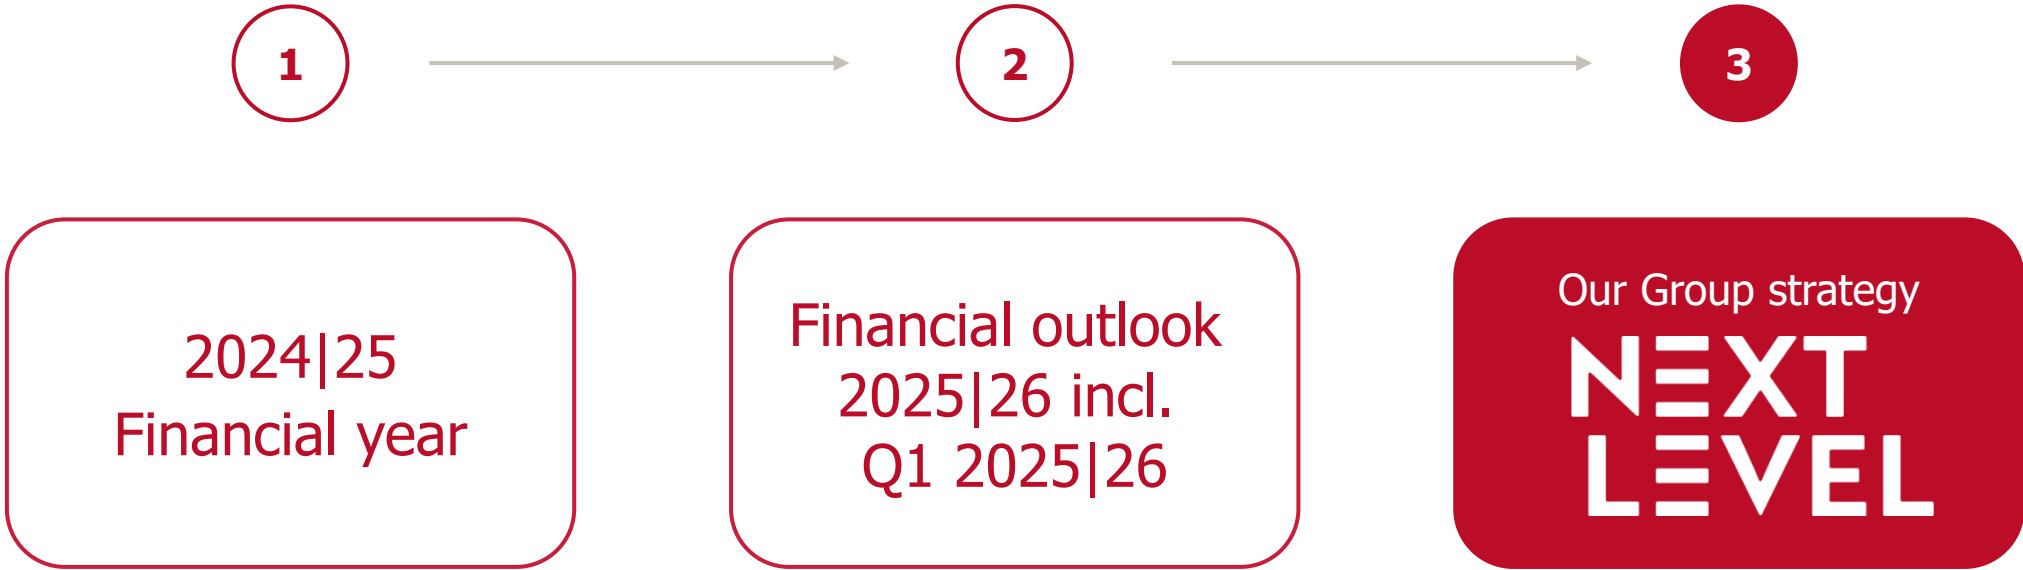 1
2
3
2024|25
Financial year
Financial outlook
2025|26 incl.
Q1 2025|26
Our Group strategy
NEXT
LEVEL